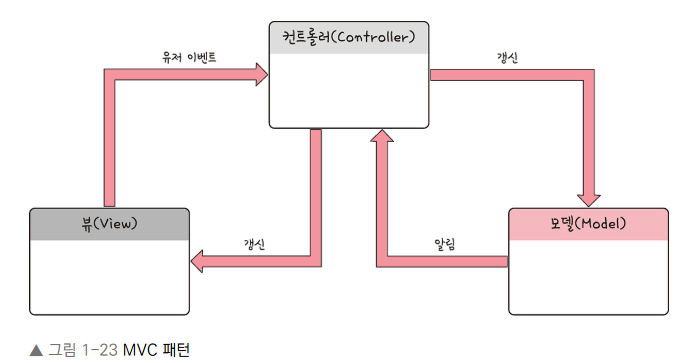 컨트롤러(Controller)
유저 이벤트
갱신
뷰(View)
모델(Model)
갱신
알림
▲ 그림 1-23 MVC 패턴